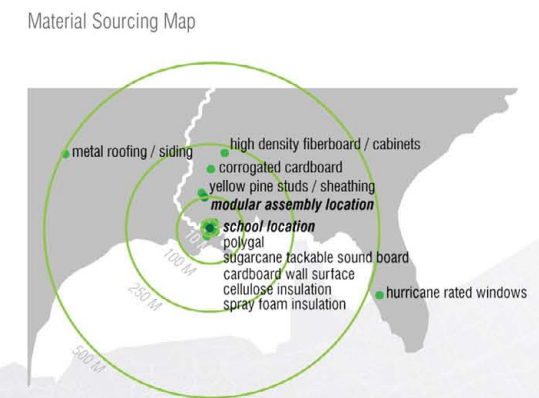 Material Sourcing Map
high density fiberboard / cabinets
metal roofing / siding
corrogated cardboard
yellow pine studs / sheathing
modular assembly location
school location
polygal
sugarcane tackable sound board
cardboard wall surface
cellulose insulation
spray foam insulation
hurricane rated windows
100 M
250 M
500 M